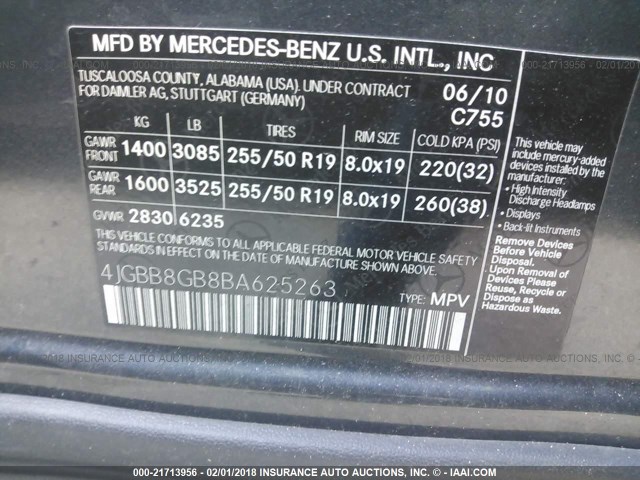 MFD BY MERCEDES-BENZ U.S. INTL., INC
TUSCALOOSA COUNTY, ALABAMA (USA). UNDER CONTRACT
FOR DAIMLER AG, STUTTGART (GERMANY)
06/10
C755
KG LB TIRES RIM SIZE COLD KPA (PSI)
GAWR FRONT 1400 3085 255/50 R19 8.0x19 220(32)
GAWR REAR 1600 3525 255/50 R19 8.0x19 260(38)
GVWR 2830 6235
THIS VEHICLE CONFORMS TO ALL APPLICABLE FEDERAL MOTOR VEHICLE SAFETY
STANDARDS IN EFFECT ON THE DATE OF MANUFACTURE SHOWN ABOVE.
4JGBB8GB8BA625263
TYPE: MPV
This vehicle may
include mercury-added
devices installed by
the manufacturer:
• High Intensity
Discharge Headlamps
• Displays
• Back-lit Instruments
Remove Devices
Before Vehicle
Disposal. Upon
Removal of Devices
Please Reuse,
Recycle or Dispose
as Hazardous Waste.
000-21713956 - 02/01/2018 INSURANCE AUTO AUCTIONS INC. - © - IAAI.COM